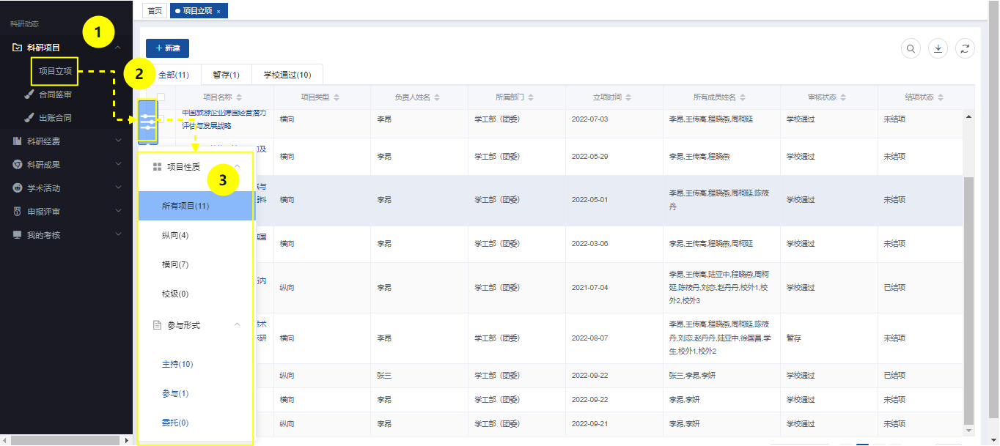 科研动态
首页
项目立项 ×
1
科研项目
+ 新建
项目立项
2
全部(11) 暂存(1) 学校通过(10)
合同签审
出账合同
科研经费
科研成果
学术活动
申报评审
我的考核
项目名称 项目类型 负责人姓名 所属部门 立项时间 所有成员姓名 审核状态 结项状态
中国旅游企业跨国经营潜力
评估与发展战略
横向 李昂 学工部（团委） 2022-07-03 李昂,王传高,程晓燕,周柯延 学校通过 未结项
及
横向 李昂 学工部（团委） 2022-05-29 李昂,王传高,程晓燕 学校通过 未结项
与
料
横向 李昂 学工部（团委） 2022-05-01 李昂,王传高,程晓燕,周柯延,陈筱
丹
学校通过 未结项
国
横向 李昂 学工部（团委） 2022-03-06 李昂,王传高,程晓燕,周柯延 学校通过 未结项
内
纵向 李昂 学工部（团委） 2021-07-04 李昂,王传高,陆亚中,程晓燕,周柯
延,陈筱丹,刘恋,赵丹丹,校外1,校
外2,校外3
学校通过 已结项
术
研
横向 李昂 学工部（团委） 2022-08-07 李昂,王传高,程晓燕,周柯延,陈筱
丹,刘恋,赵丹丹,陆亚中,徐国昌,学
生,校外1,校外2
暂存 未结项
纵向 张三 学工部（团委） 2022-09-22 张三,李昂,李妍 学校通过 已结项
横向 李昂 学工部（团委） 2022-09-22 李昂,李妍 学校通过 未结项
纵向 李昂 学工部（团委） 2022-09-21 李昂,李妍 学校通过 未结项
项目性质
3
所有项目(11)
纵向(4)
横向(7)
校级(0)
参与形式
主持(10)
参与(1)
委托(0)